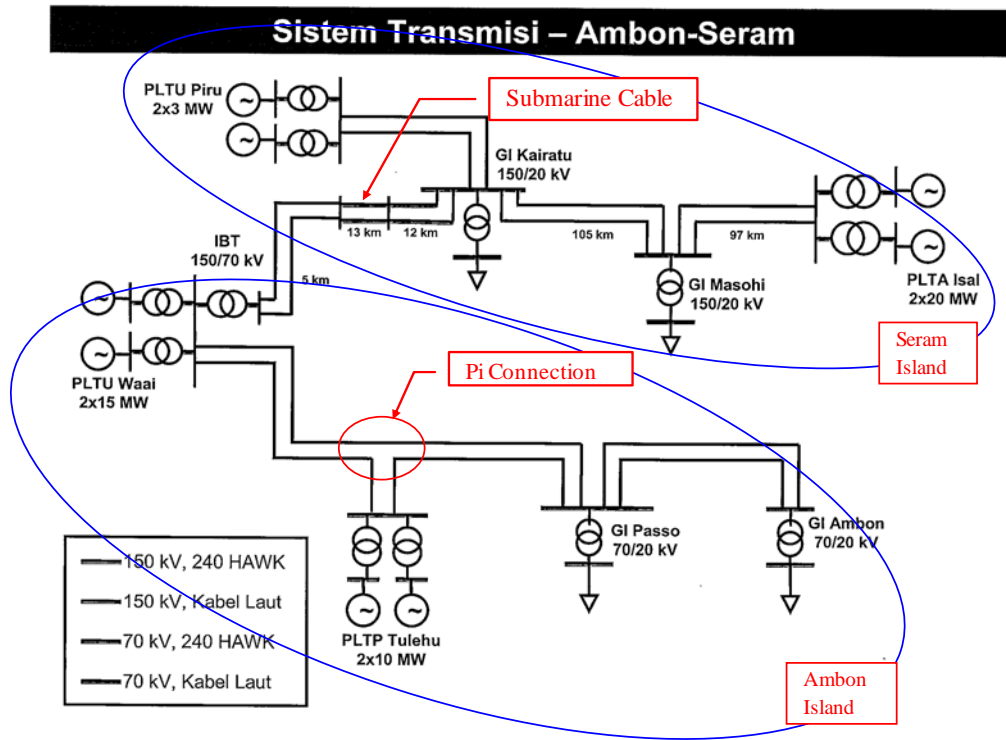 Sistem Transmisi – Ambon-Seram
PLTU Piru
2x3 MW
~
~
Submarine Cable
GI Kairatu
150/20 kV
13 km
12 km
105 km
97 km
~
~
IBT
150/70 kV
5 km
GI Masohi
150/20 kV
PLTA Isal
2x20 MW
~
~
PLTU Waai
2x15 MW
Seram
Island
Pi Connection
GI Passo
70/20 kV
GI Ambon
70/20 kV
150 kV, 240 HAWK
150 kV, Kabel Laut
70 kV, 240 HAWK
70 kV, Kabel Laut
~
~
PLTP Tulehu
2x10 MW
Ambon
Island